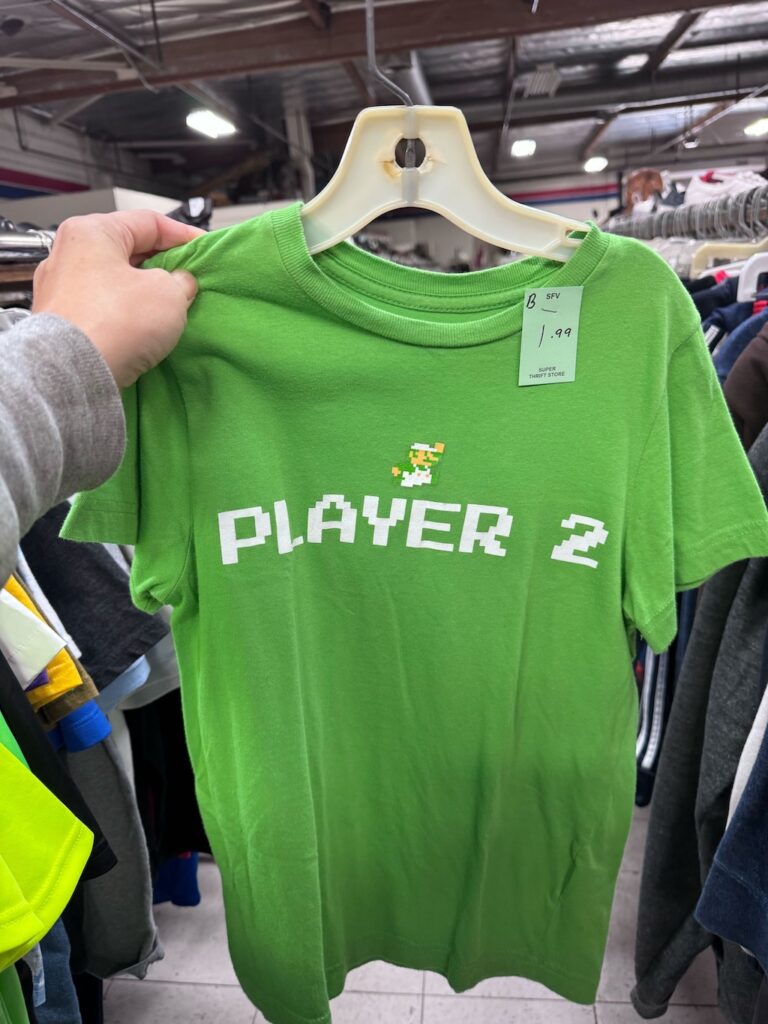 B SFV
1.99
SUPER
THRIFT STORE
PLAYER 2